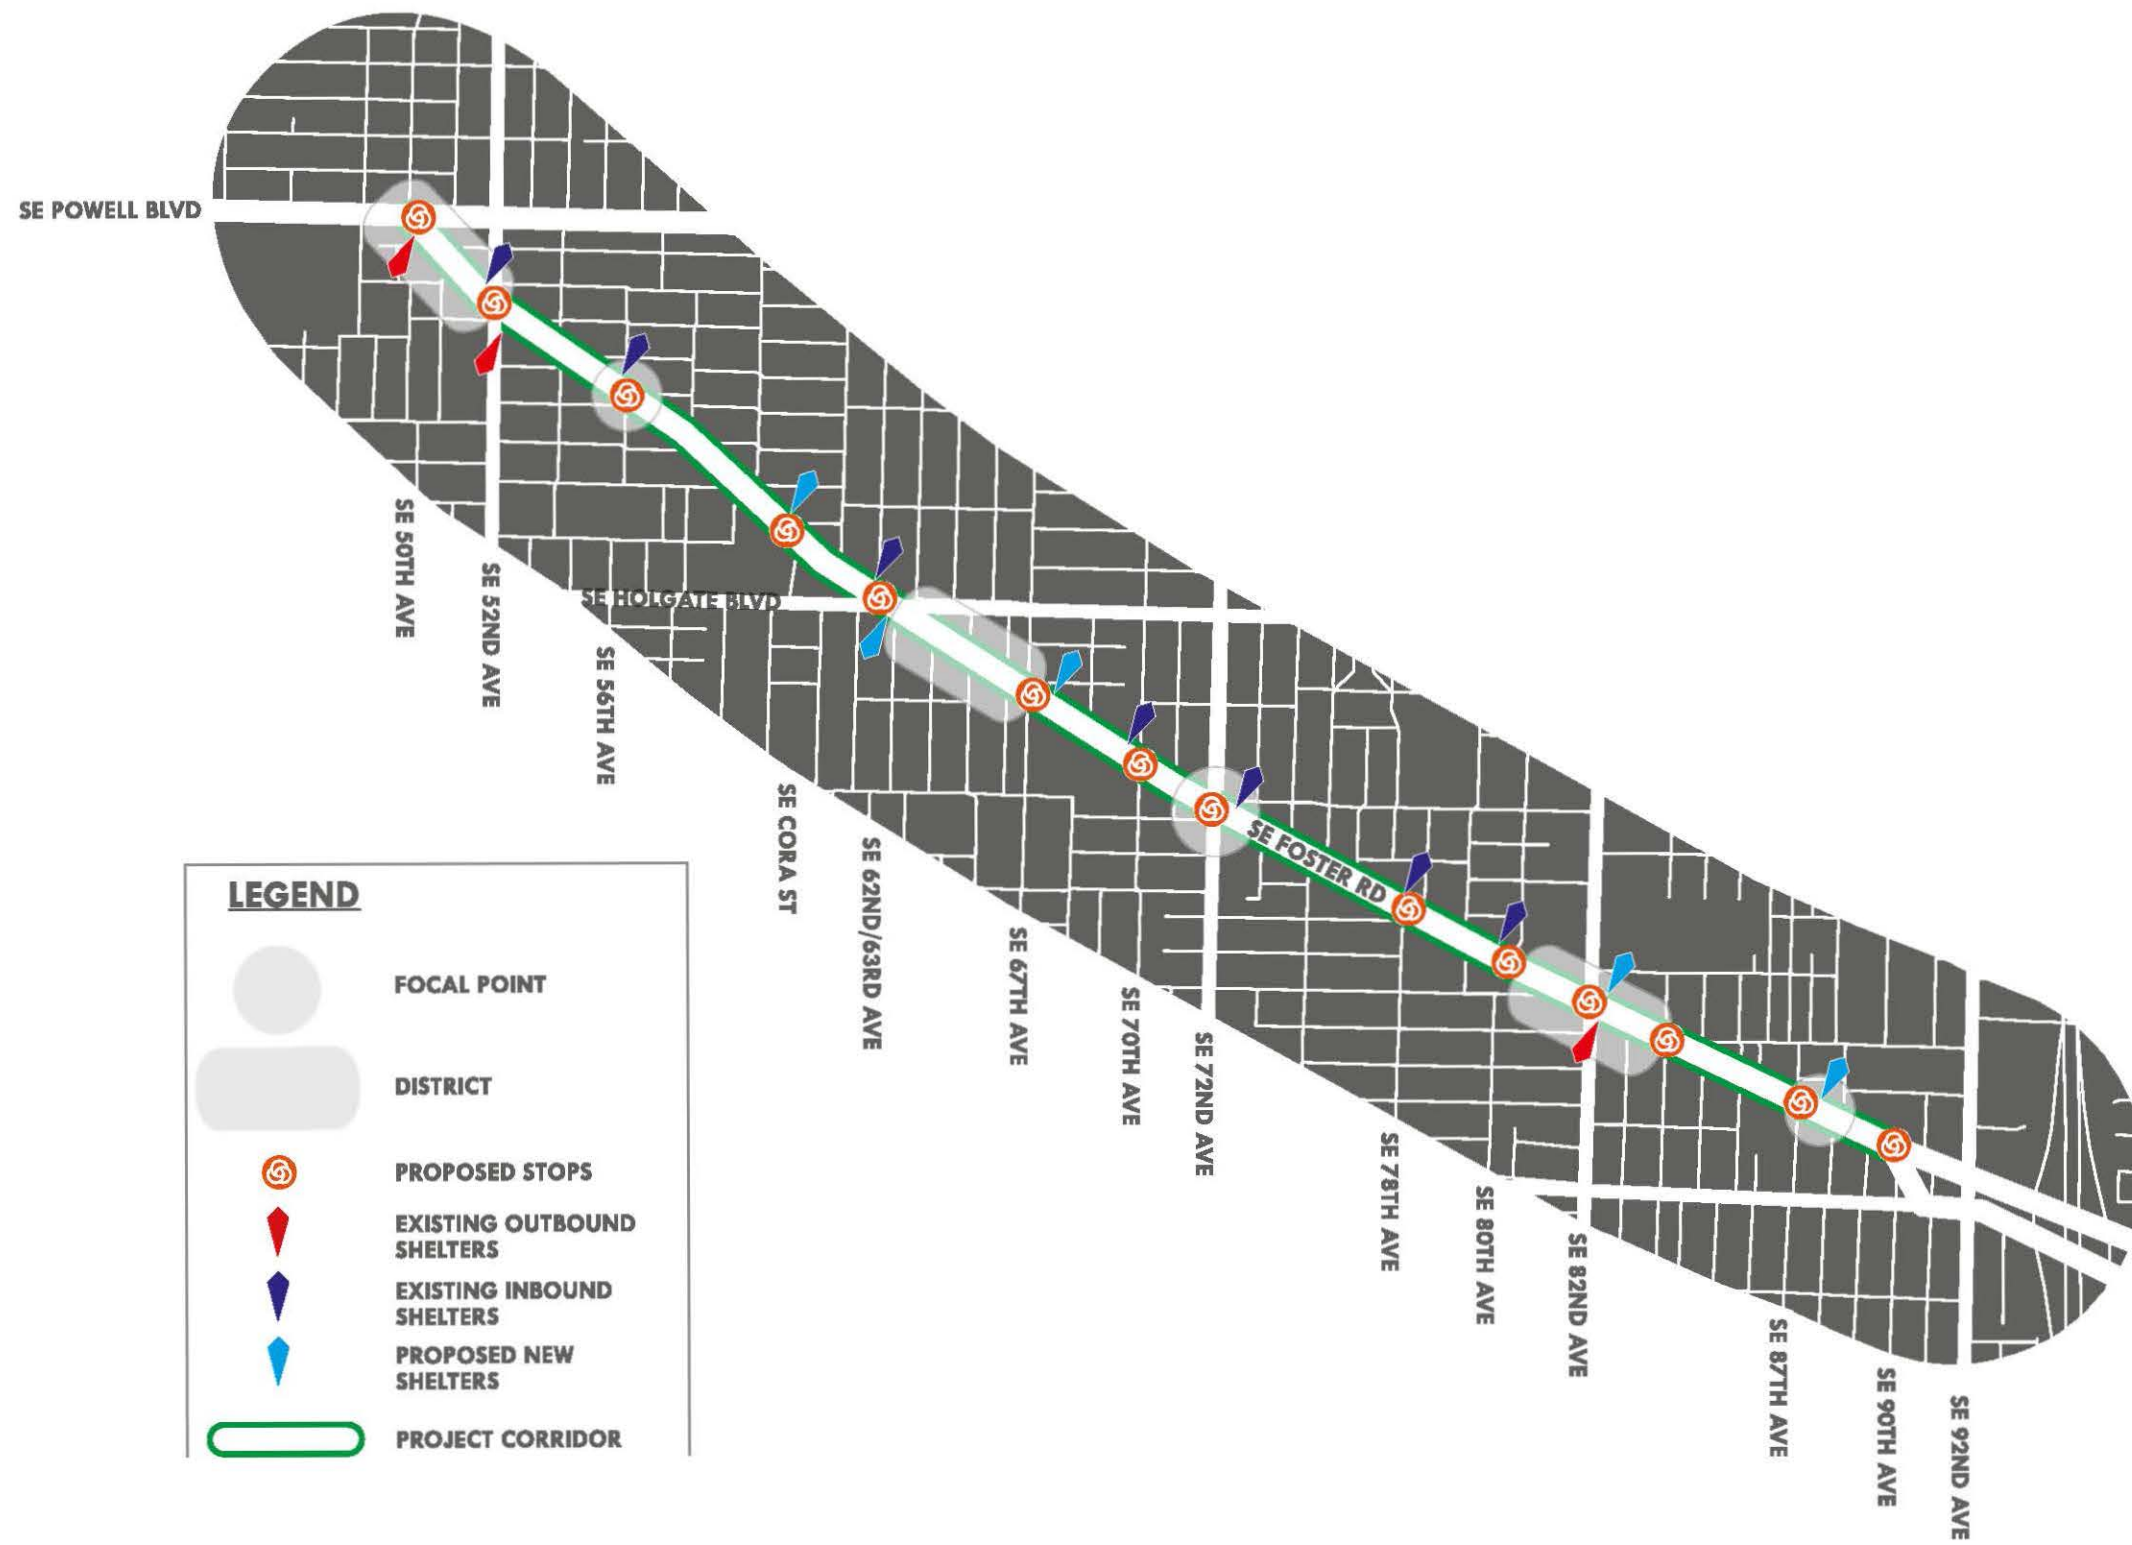 SE POWELL BLVD
SE 50TH AVE
SE 52ND AVE
SE HOLGATE BLVD
SE 56TH AVE
SE CORA ST
SE 62ND/63RD AVE
SE FOSTER RD
SE 67TH AVE
SE 70TH AVE
SE 72ND AVE
SE 78TH AVE
SE 80TH AVE
SE 82ND AVE
SE 87TH AVE
SE 90TH AVE
SE 92ND AVE
LEGEND
FOCAL POINT
DISTRICT
PROPOSED STOPS
EXISTING OUTBOUND
SHELTERS
EXISTING INBOUND
SHELTERS
PROPOSED NEW
SHELTERS
PROJECT CORRIDOR